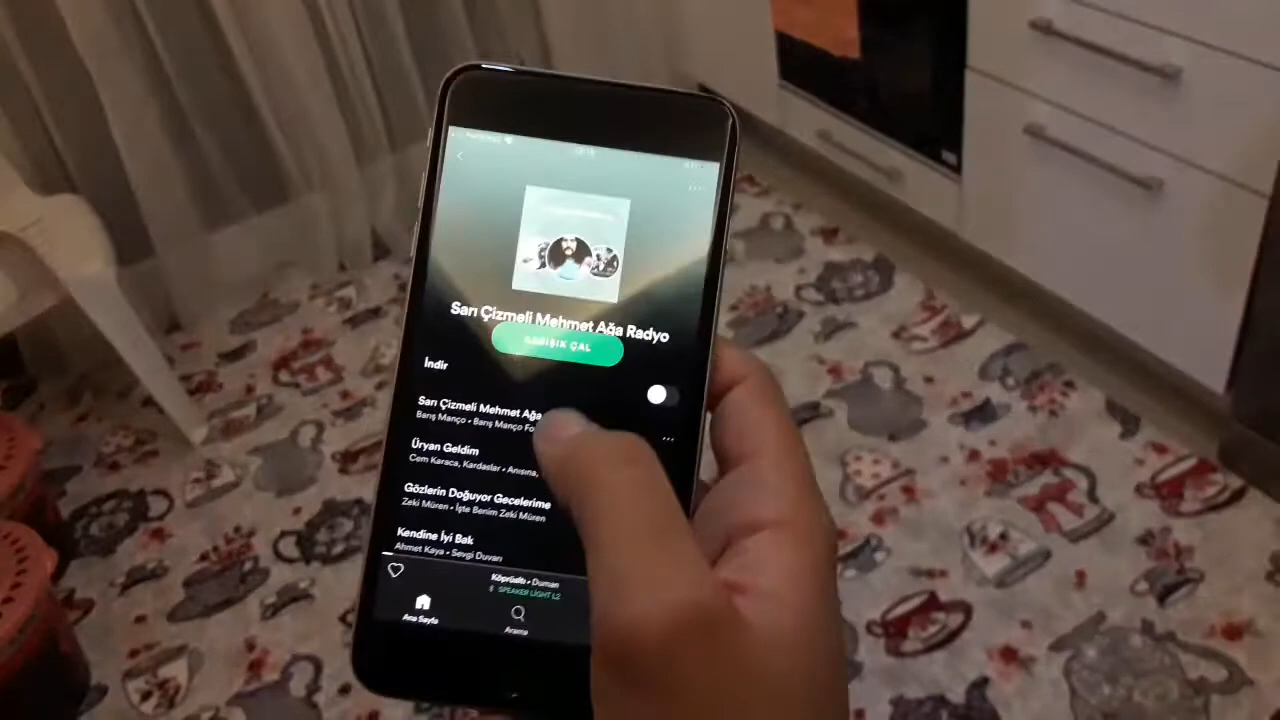 Sarı Çizmeli Mehmet Ağa Radyo
KARIŞIK ÇAL
İndir
Sarı Çizmeli Mehmet Ağa
Barış Manço • Barış Manço Fo
Üryan Geldim
Cem Karaca, Kardaşlar • Anısına,
Gözlerin Doğuyor Gecelerime
Zeki Müren • İşte Benim Zeki Müren
Kendine İyi Bak
Ahmet Kaya • Sevgi Duvarı
Köprüaltı • Duman
SPEAKER LIGHT L2
Ana Sayfa
Arama